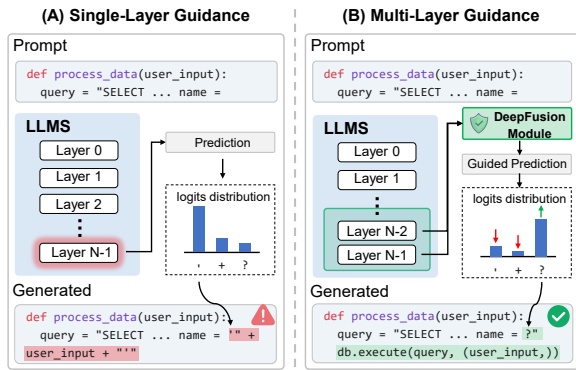 (A) Single-Layer Guidance
Prompt
def process_data(user_input):
query = "SELECT ... name =
LLMS
Layer 0
Layer 1
Layer 2
Layer N-1
Prediction
logits distribution
' + ?
Generated
def process_data(user_input):
query = "SELECT ... name = '" +
user_input + "'"
(B) Multi-Layer Guidance
Prompt
def process_data(user_input):
query = "SELECT ... name =
LLMS
Layer 0
Layer 1
Layer N-2
Layer N-1
DeepFusion
Module
Guided Prediction
logits distribution
' + ?
Generated
def process_data(user_input):
query = "SELECT ... name = ?"
db.execute(query, (user_input,))